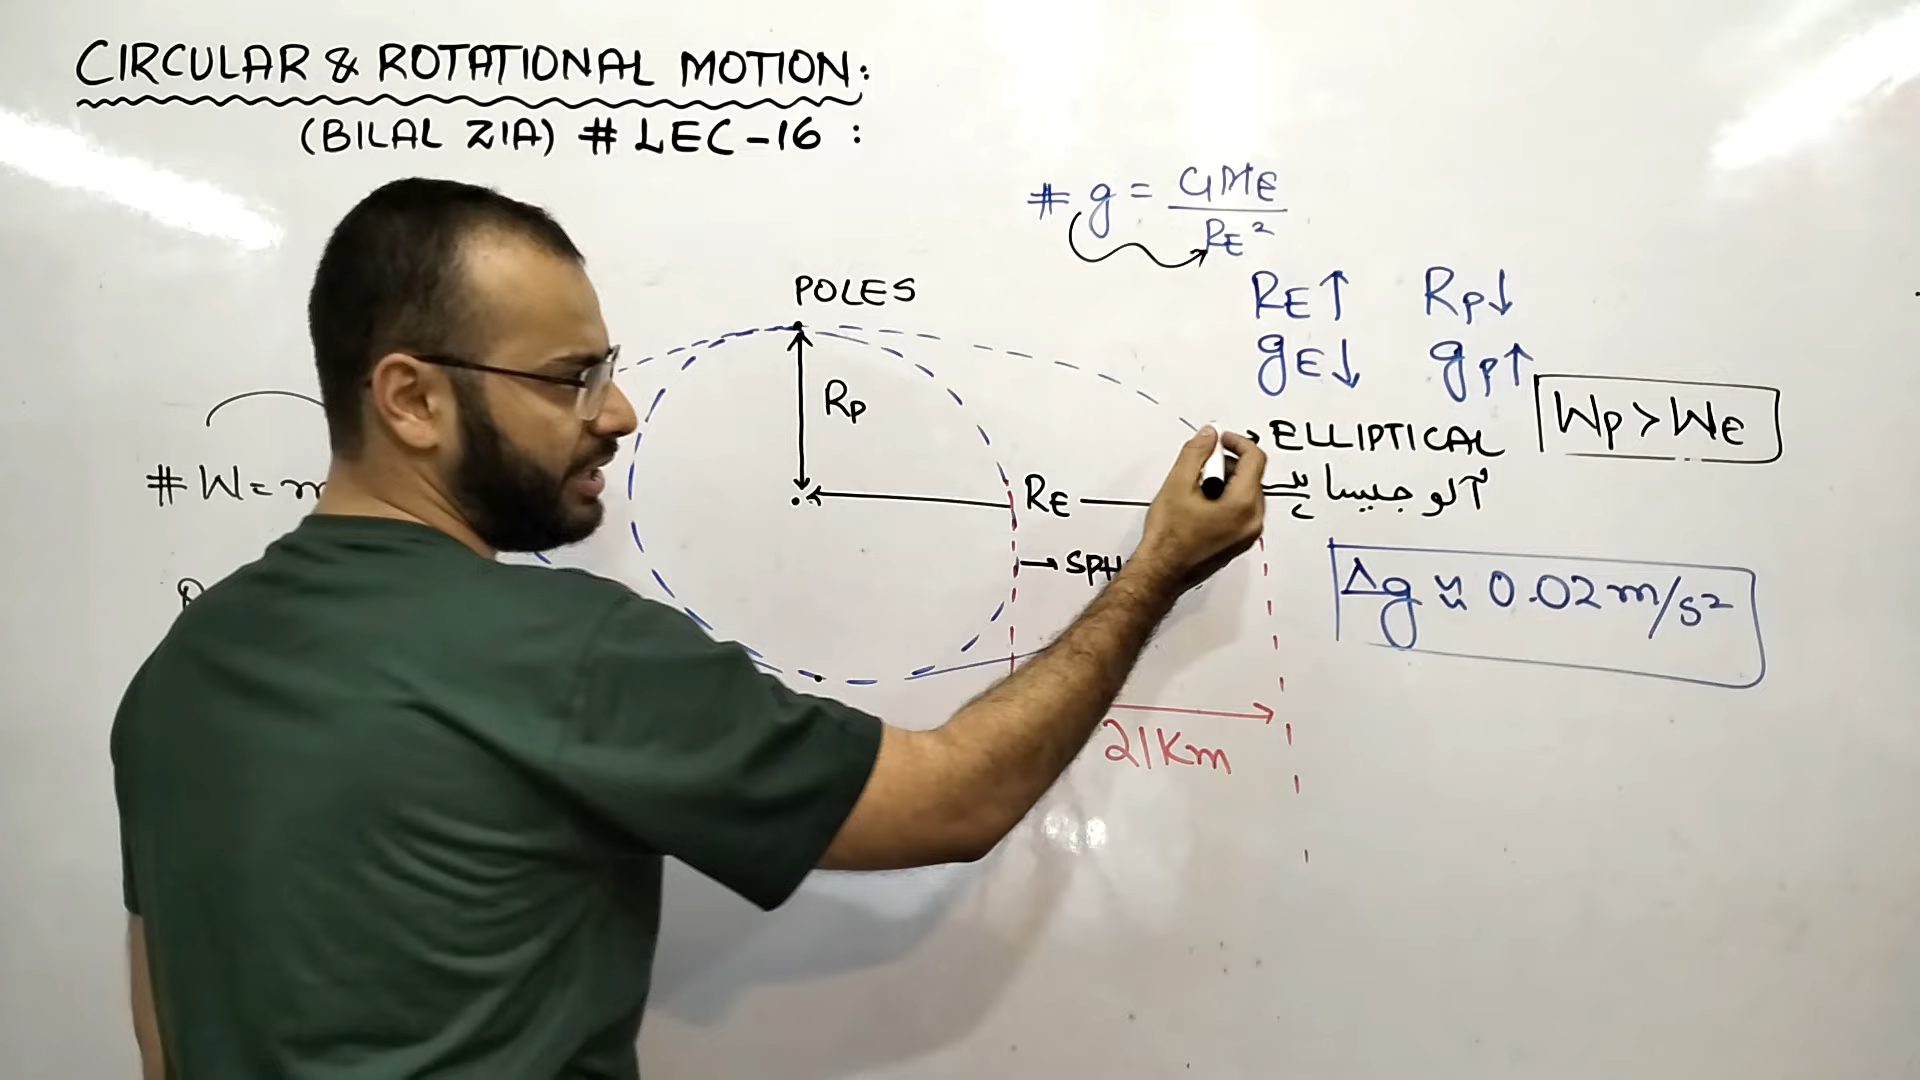 CIRCULAR & ROTATIONAL MOTION:
(BILAL ZIA) # LEC-16 :
# g = GME / RE²
RE↑ RP↓
gE↓ gP↑
WP > WE
POLES
RP
→ ELLIPTICAL
آلو جیسا ہے
# W = m
RE
→ SPH
Δg ≈ 0.02 m/s²
21Km